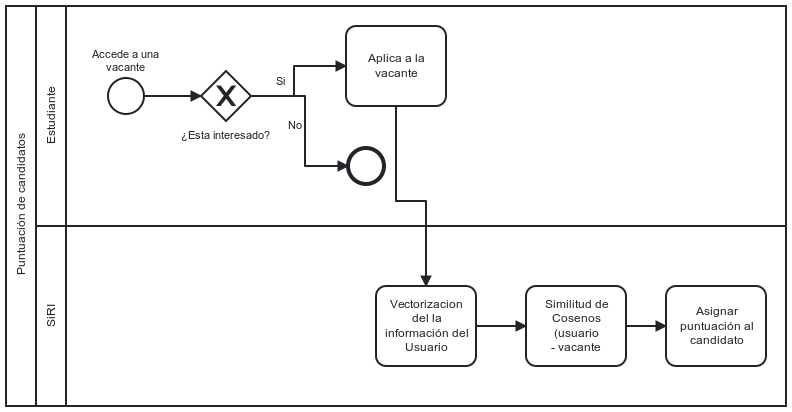 Puntuación de candidatos
Estudiante
Accede a una
vacante
¿Esta interesado?
Si
No
Aplica a la
vacante
SiRI
Vectorizacion
del la
información del
Usuario
Similitud de
Cosenos
(usuario
- vacante
Asignar
puntuación al
candidato